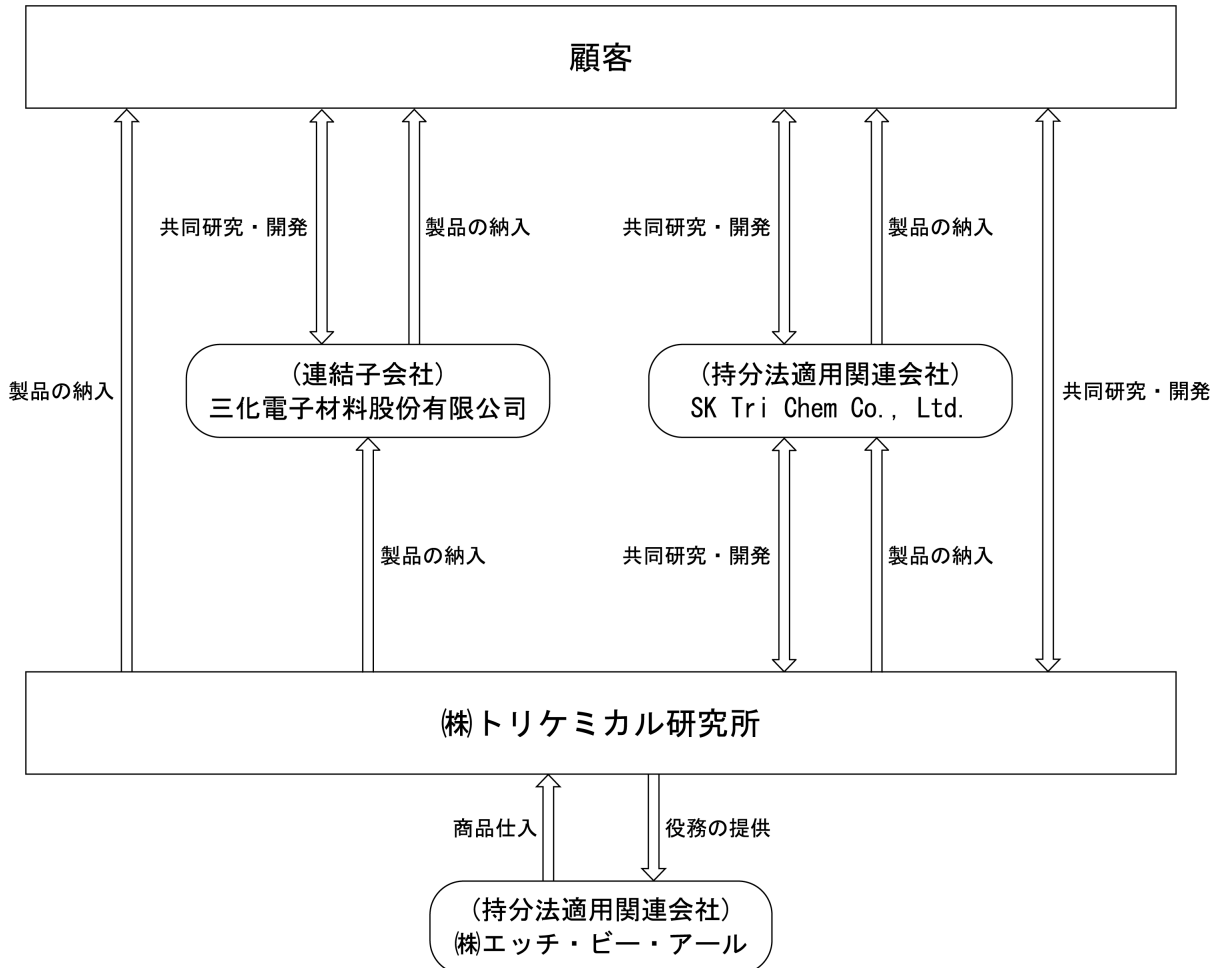 顧客
共同研究・開発
製品の納入
共同研究・開発
製品の納入
製品の納入
(連結子会社)
三化電子材料股份有限公司
(持分法適用関連会社)
SK Tri Chem Co., Ltd.
共同研究・開発
製品の納入
共同研究・開発
製品の納入
㈱トリケミカル研究所
商品仕入
役務の提供
(持分法適用関連会社)
㈱エッチ・ビー・アール